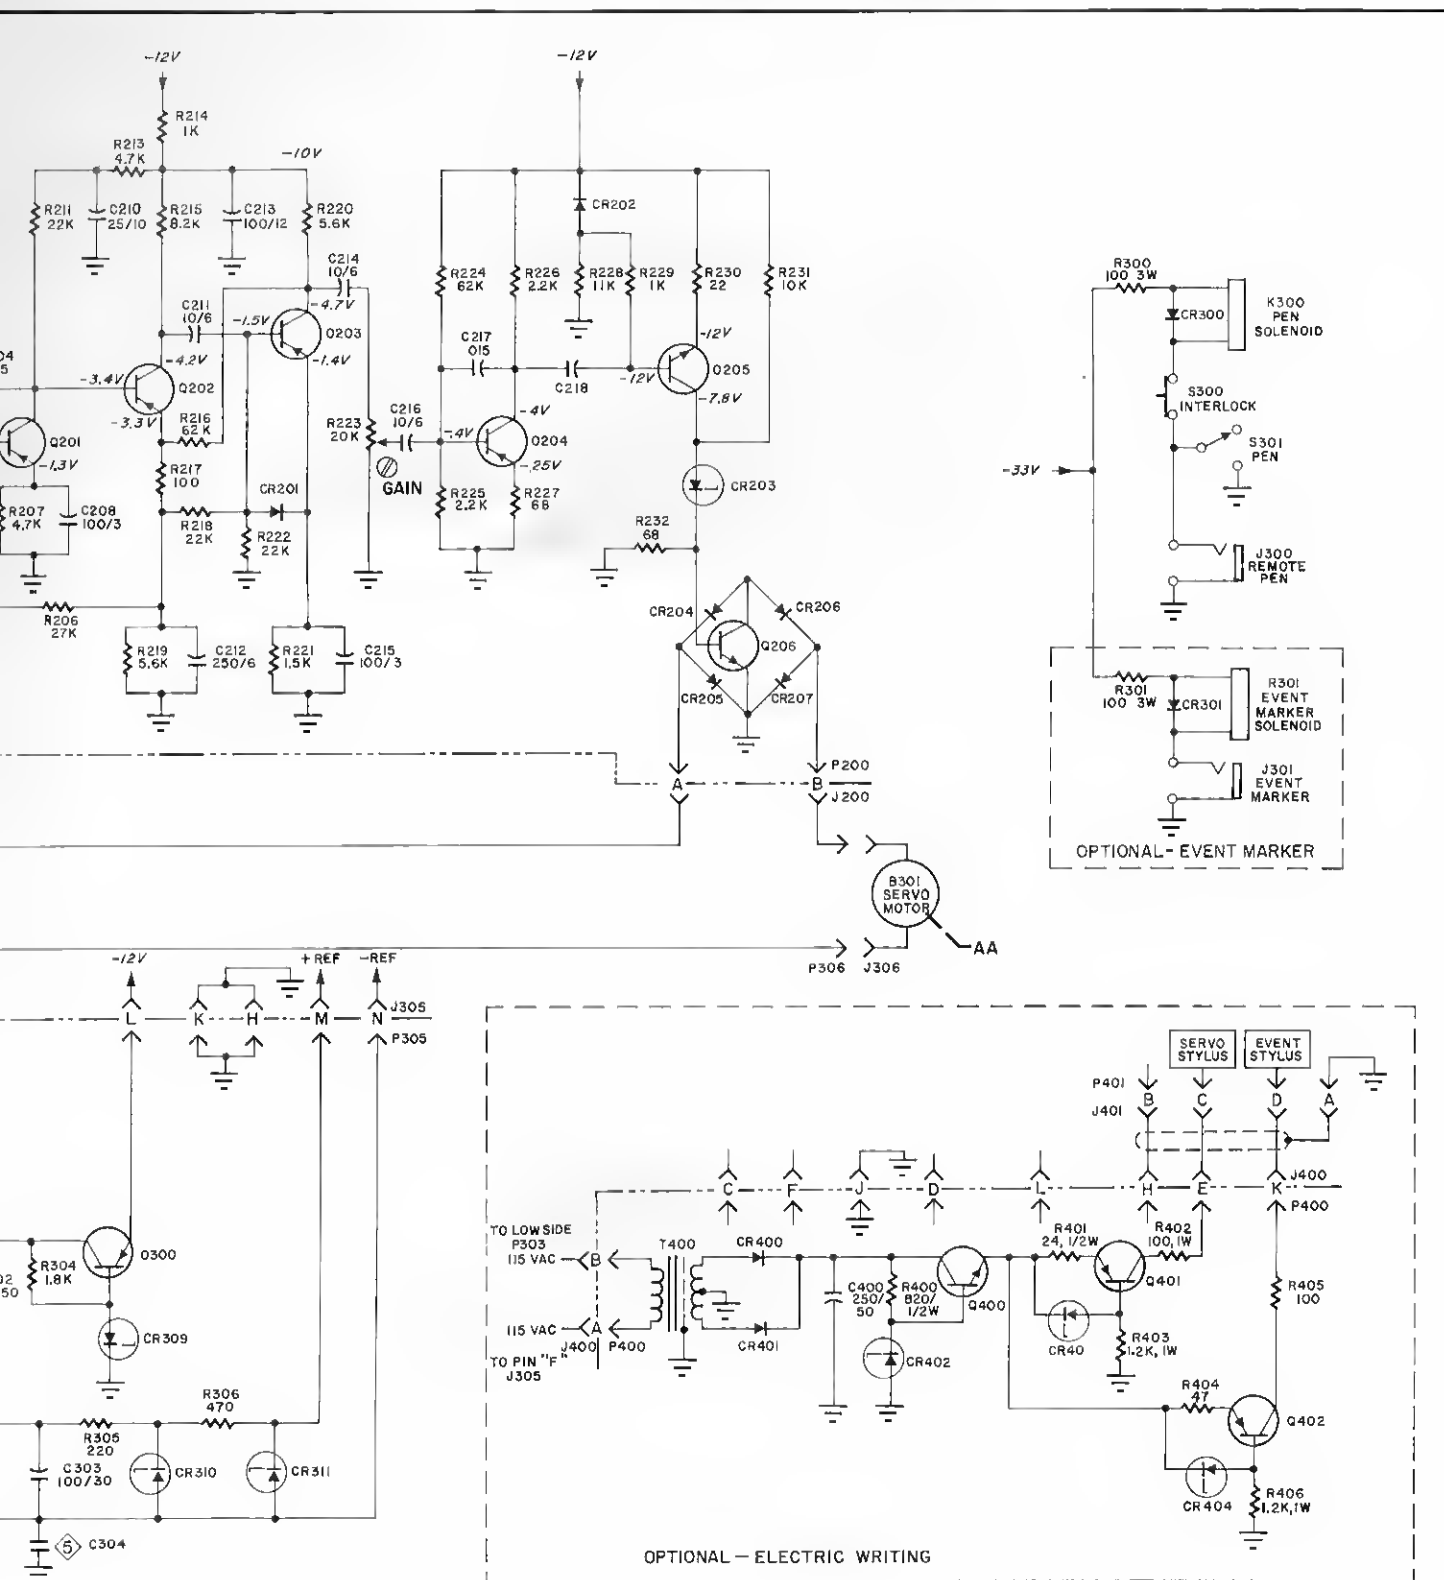 -12V
-12V
R214
1K
R213
4.7K
-10V
R211
22K
C210
25/10
R215
8.2K
C213
100/12
R220
5.6K
CR202
C214
10/6
R224
62K
R226
2.2K
R228
11K
R229
1K
R230
22
R231
10K
R300
100 3W
K300
PEN
SOLENOID
CR300
C211
10/6
-1.5V
-4.7V
Q203
-1.4V
C217
015
-12V
Q205
-12V
C218
-7.8V
04
5
-4.2V
-3.4V
Q202
-3.3V
S300
INTERLOCK
R216
62K
R223
20K
C216
10/6
-4V
.4V
Q204
-.25V
S301
PEN
Q201
-1.3V
R217
100
GAIN
-33V
R207
4.7K
C208
100/3
CR201
R218
22K
R222
22K
R225
2.2K
R227
68
CR203
R232
68
J300
REMOTE
PEN
R206
27K
CR204
CR206
Q206
R219
5.6K
C212
250/6
R221
1.5K
C215
100/3
CR205
CR207
R301
100 3W
CR301
R301
EVENT
MARKER
SOLENOID
A
B
P200
J200
J301
EVENT
MARKER
OPTIONAL-EVENT MARKER
B301
SERVO
MOTOR
AA
P306
J306
-12V
+REF
-REF
L
K
H
M
N
J305
P305
SERVO
STYLUS
EVENT
STYLUS
P401
J401
B
C
D
A
C
F
J
D
L
H
E
K
J400
P400
TO LOW SIDE
P303
115 VAC
B
T400
CR400
R401
24, 1/2W
R402
100, 1W
Q401
Q300
R304
1.8K
02
50
C400
250/
50
R400
820/
1/2W
Q400
R405
100
CR309
115 VAC
A
J400
P400
TO PIN "F"
J305
CR401
CR402
CR40
R403
1.2K, 1W
R306
470
R305
220
R404
47
Q402
C303
100/30
CR310
CR311
CR404
R406
1.2K, 1W
5
C304
OPTIONAL - ELECTRIC WRITING